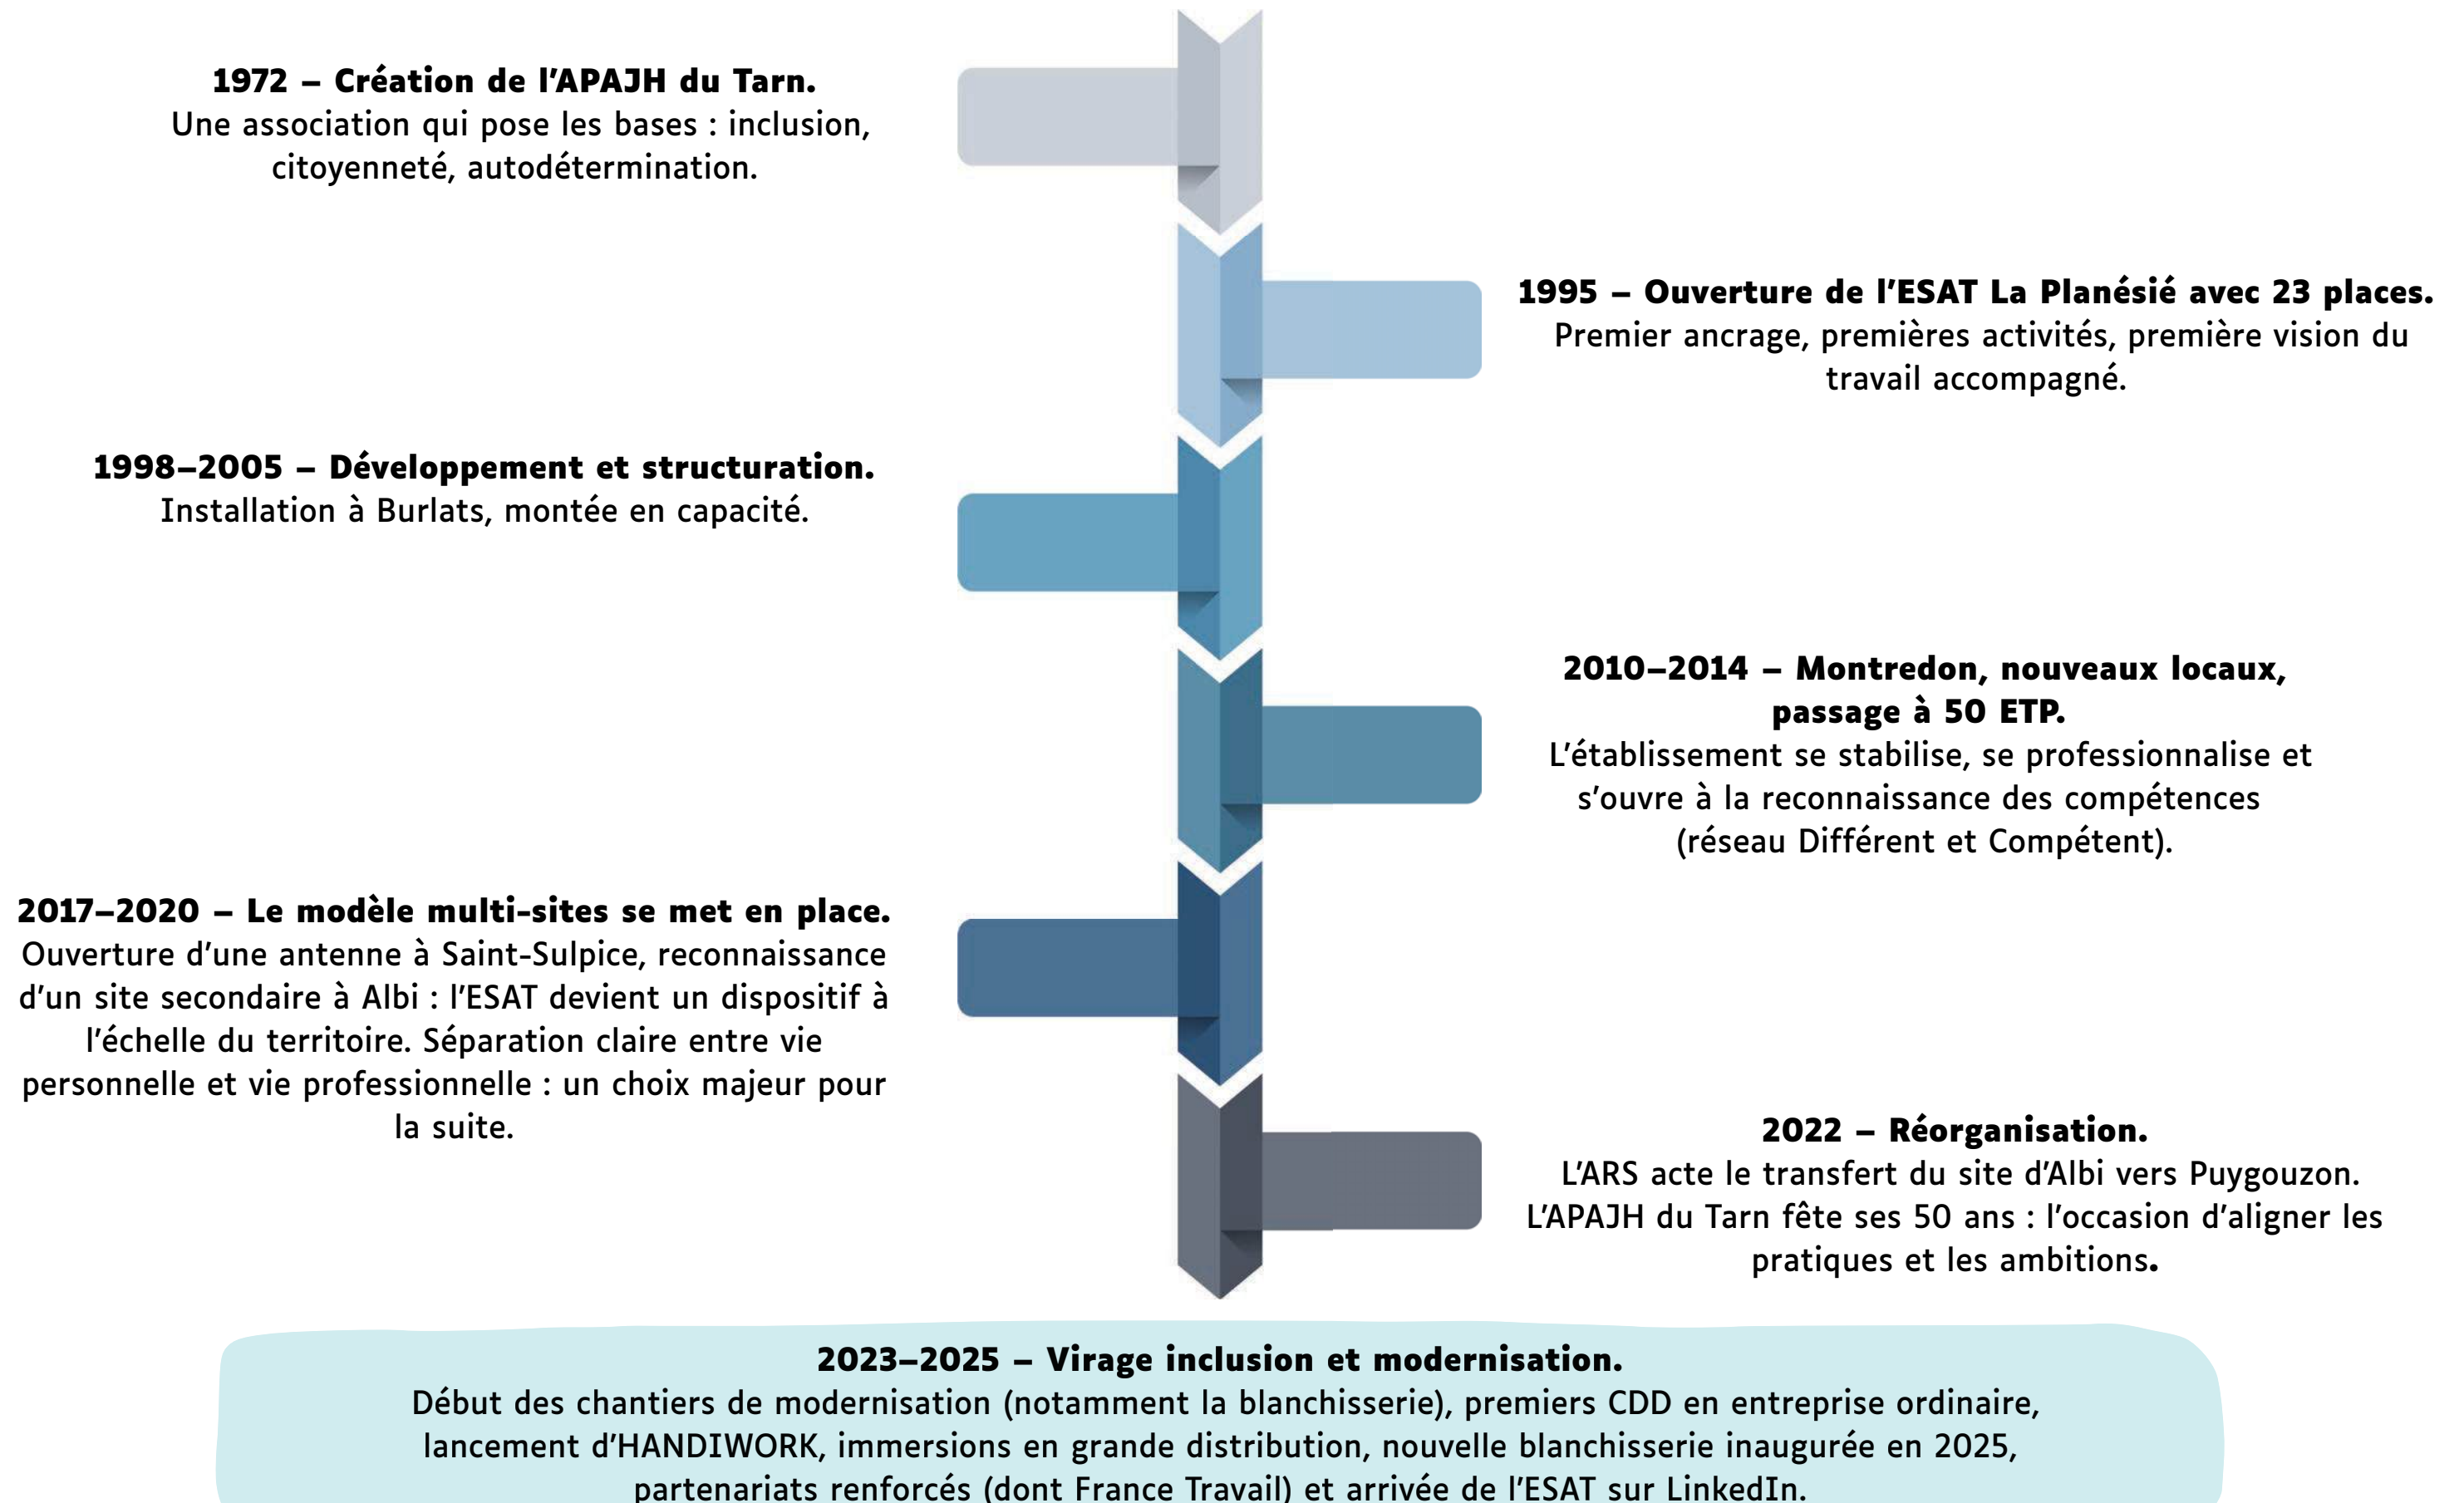 1972 – Création de l'APAJH du Tarn.
Une association qui pose les bases : inclusion,
citoyenneté, autodétermination.
1995 – Ouverture de l'ESAT La Planésié avec 23 places.
Premier ancrage, premières activités, première vision du
travail accompagné.
1998–2005 – Développement et structuration.
Installation à Burlats, montée en capacité.
2010–2014 – Montredon, nouveaux locaux,
passage à 50 ETP.
L'établissement se stabilise, se professionnalise et
s'ouvre à la reconnaissance des compétences
(réseau Différent et Compétent).
2017–2020 – Le modèle multi-sites se met en place.
Ouverture d'une antenne à Saint-Sulpice, reconnaissance
d'un site secondaire à Albi : l'ESAT devient un dispositif à
l'échelle du territoire. Séparation claire entre vie
personnelle et vie professionnelle : un choix majeur pour
la suite.
2022 – Réorganisation.
L'ARS acte le transfert du site d'Albi vers Puygouzon.
L'APAJH du Tarn fête ses 50 ans : l'occasion d'aligner les
pratiques et les ambitions.
2023–2025 – Virage inclusion et modernisation.
Début des chantiers de modernisation (notamment la blanchisserie), premiers CDD en entreprise ordinaire,
lancement d'HANDIWORK, immersions en grande distribution, nouvelle blanchisserie inaugurée en 2025,
partenariats renforcés (dont France Travail) et arrivée de l'ESAT sur LinkedIn.